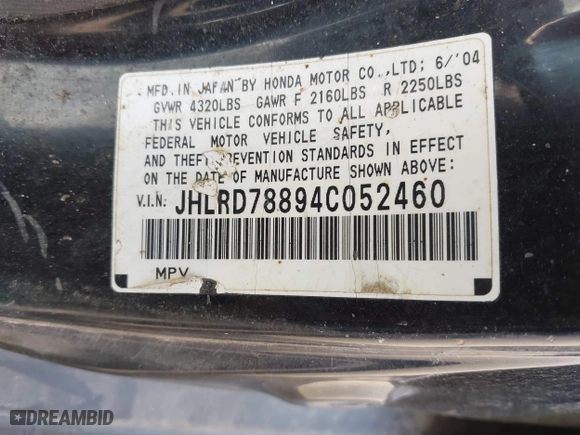 MFD. IN JAPAN BY HONDA MOTOR CO.,LTD; 6/'04
GVWR 4320LBS GAWR F 2160LBS R 2250LBS
THIS VEHICLE CONFORMS TO ALL APPLICABLE
FEDERAL MOTOR VEHICLE SAFETY,
AND THEFT PREVENTION STANDARDS IN EFFECT
ON THE DATE OF MANUFACTURE SHOWN ABOVE:
V.I.N: JHLRD78894C052460
MPV
DREAMBID